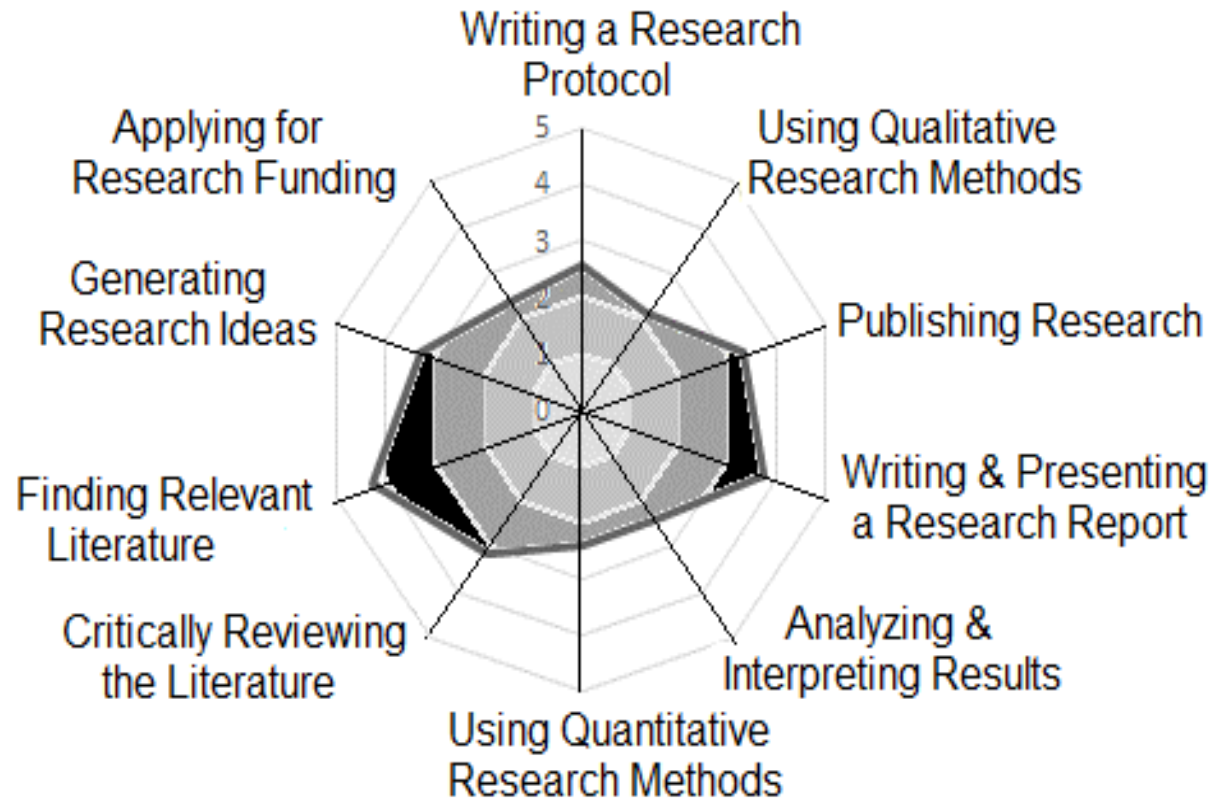 Writing a Research
Protocol
Applying for
Research Funding
Using Qualitative
Research Methods
5
4
3
2
1
0
Generating
Research Ideas
Publishing Research
Finding Relevant
Literature
Writing & Presenting
a Research Report
Critically Reviewing
the Literature
Analyzing &
Interpreting Results
Using Quantitative
Research Methods